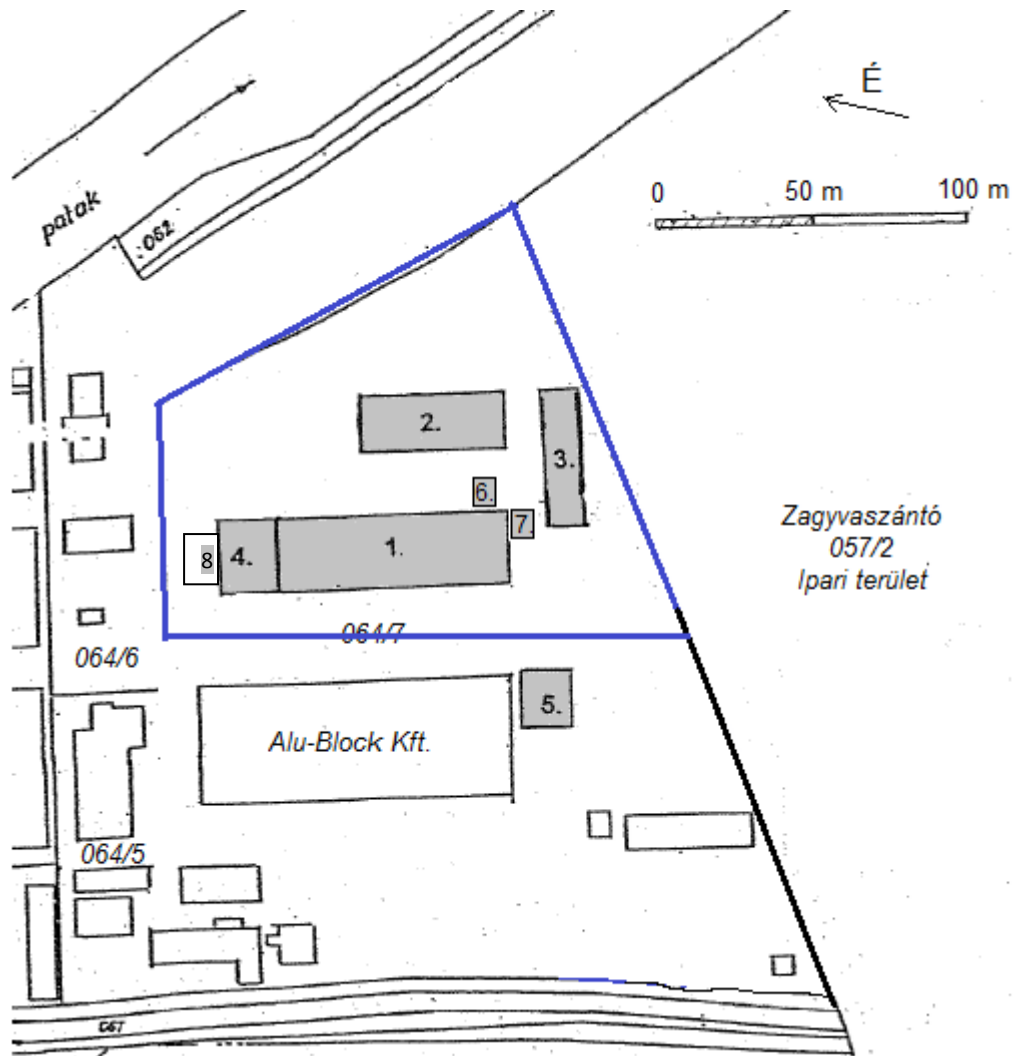 É
0 50 m 100 m
patak
062
2.
3.
6.
7.
1.
4.
8
Zagyvaszántó
057/2
Ipari terület
064/7
064/6
5.
Alu-Block Kft.
064/5